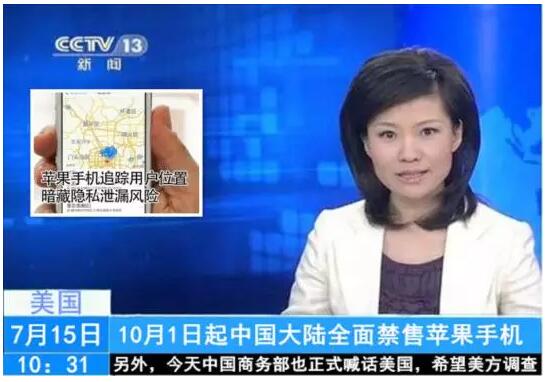 CCTV 13
新闻
苹果手机追踪用户位置
暗藏隐私泄漏风险
美国
7月15日
10月1日起中国大陆全面禁售苹果手机
10:31
另外，今天中国商务部也正式喊话美国，希望美方调查